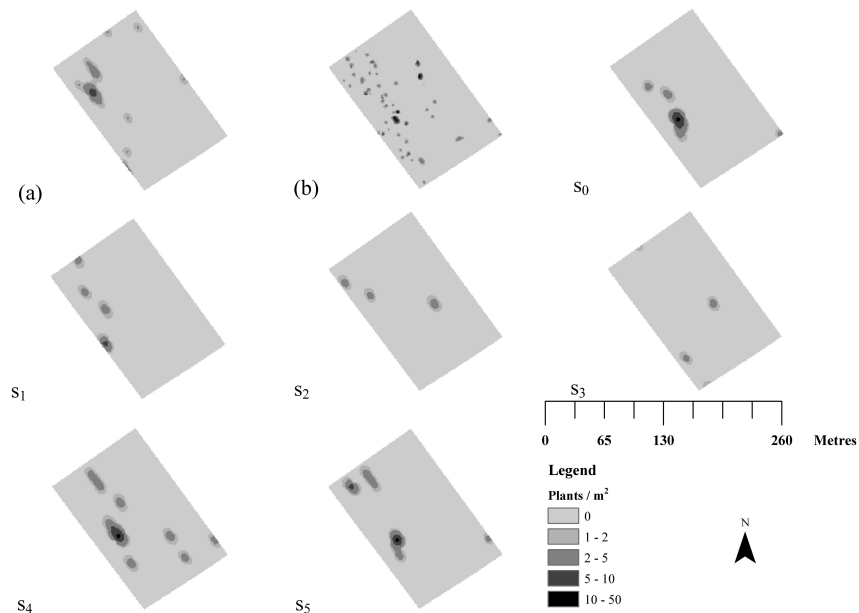 (a)
(b)
S₀
S₁
S₂
S₃
0 65 130 260 Metres
Legend
Plants / m²
0
1 - 2
2 - 5
5 - 10
10 - 50
N
S₄
S₅